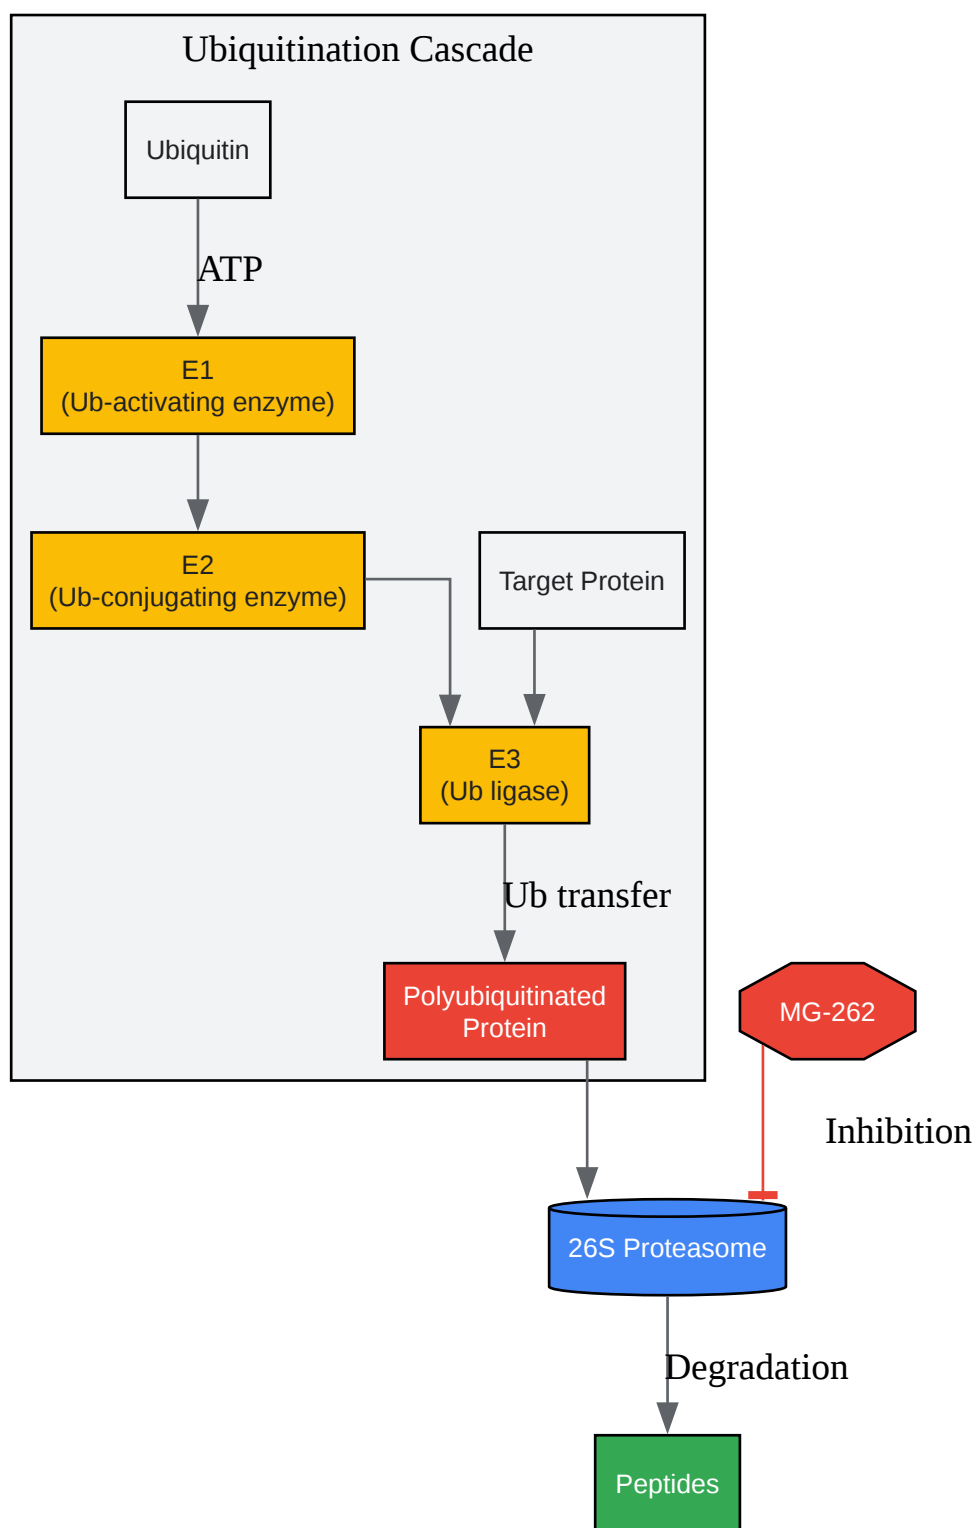 Ubiquitination Cascade
Ubiquitin
ATP
E1
(Ub-activating enzyme)
E2
(Ub-conjugating enzyme)
Target Protein
E3
(Ub ligase)
Ub transfer
Polyubiquitinated
Protein
MG-262
Inhibition
26S Proteasome
Degradation
Peptides